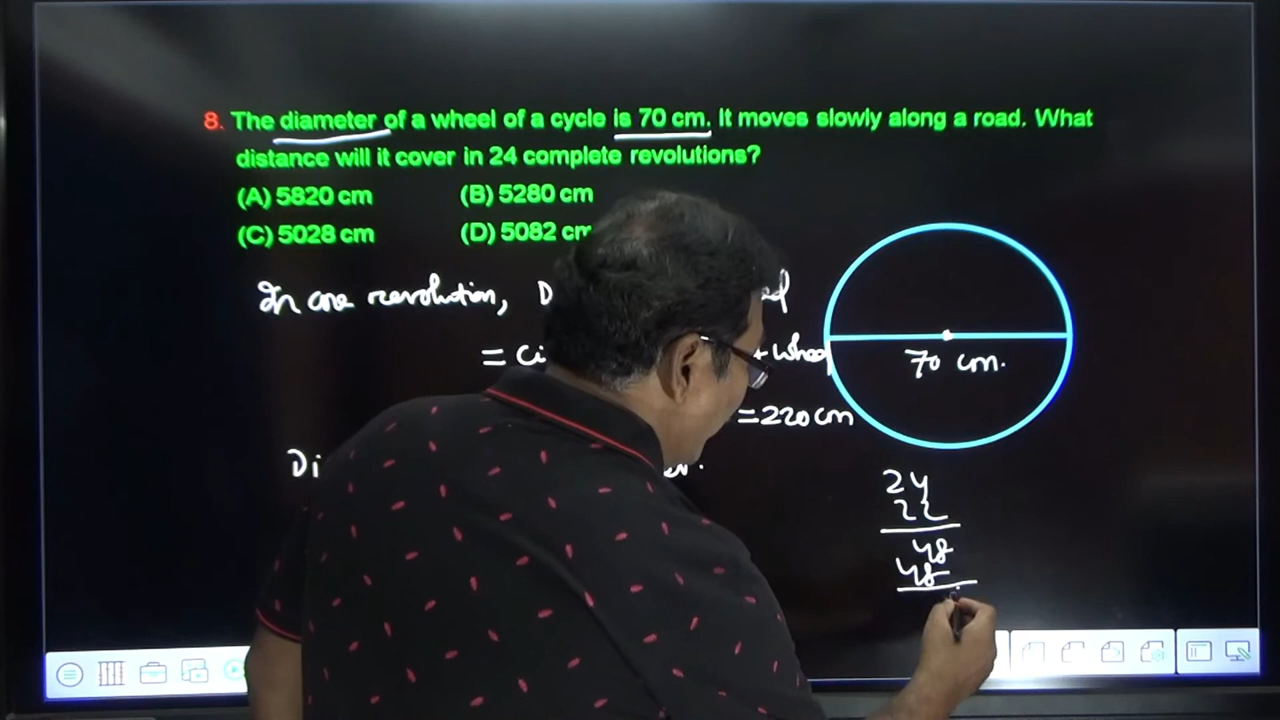 8. The diameter of a wheel of a cycle is 70 cm. It moves slowly along a road. What
distance will it cover in 24 complete revolutions?
(A) 5820 cm (B) 5280 cm
(C) 5028 cm (D) 5082 cm
In one revolution,
=
wheel
70 cm.
= 220 cm
24
22
48
48